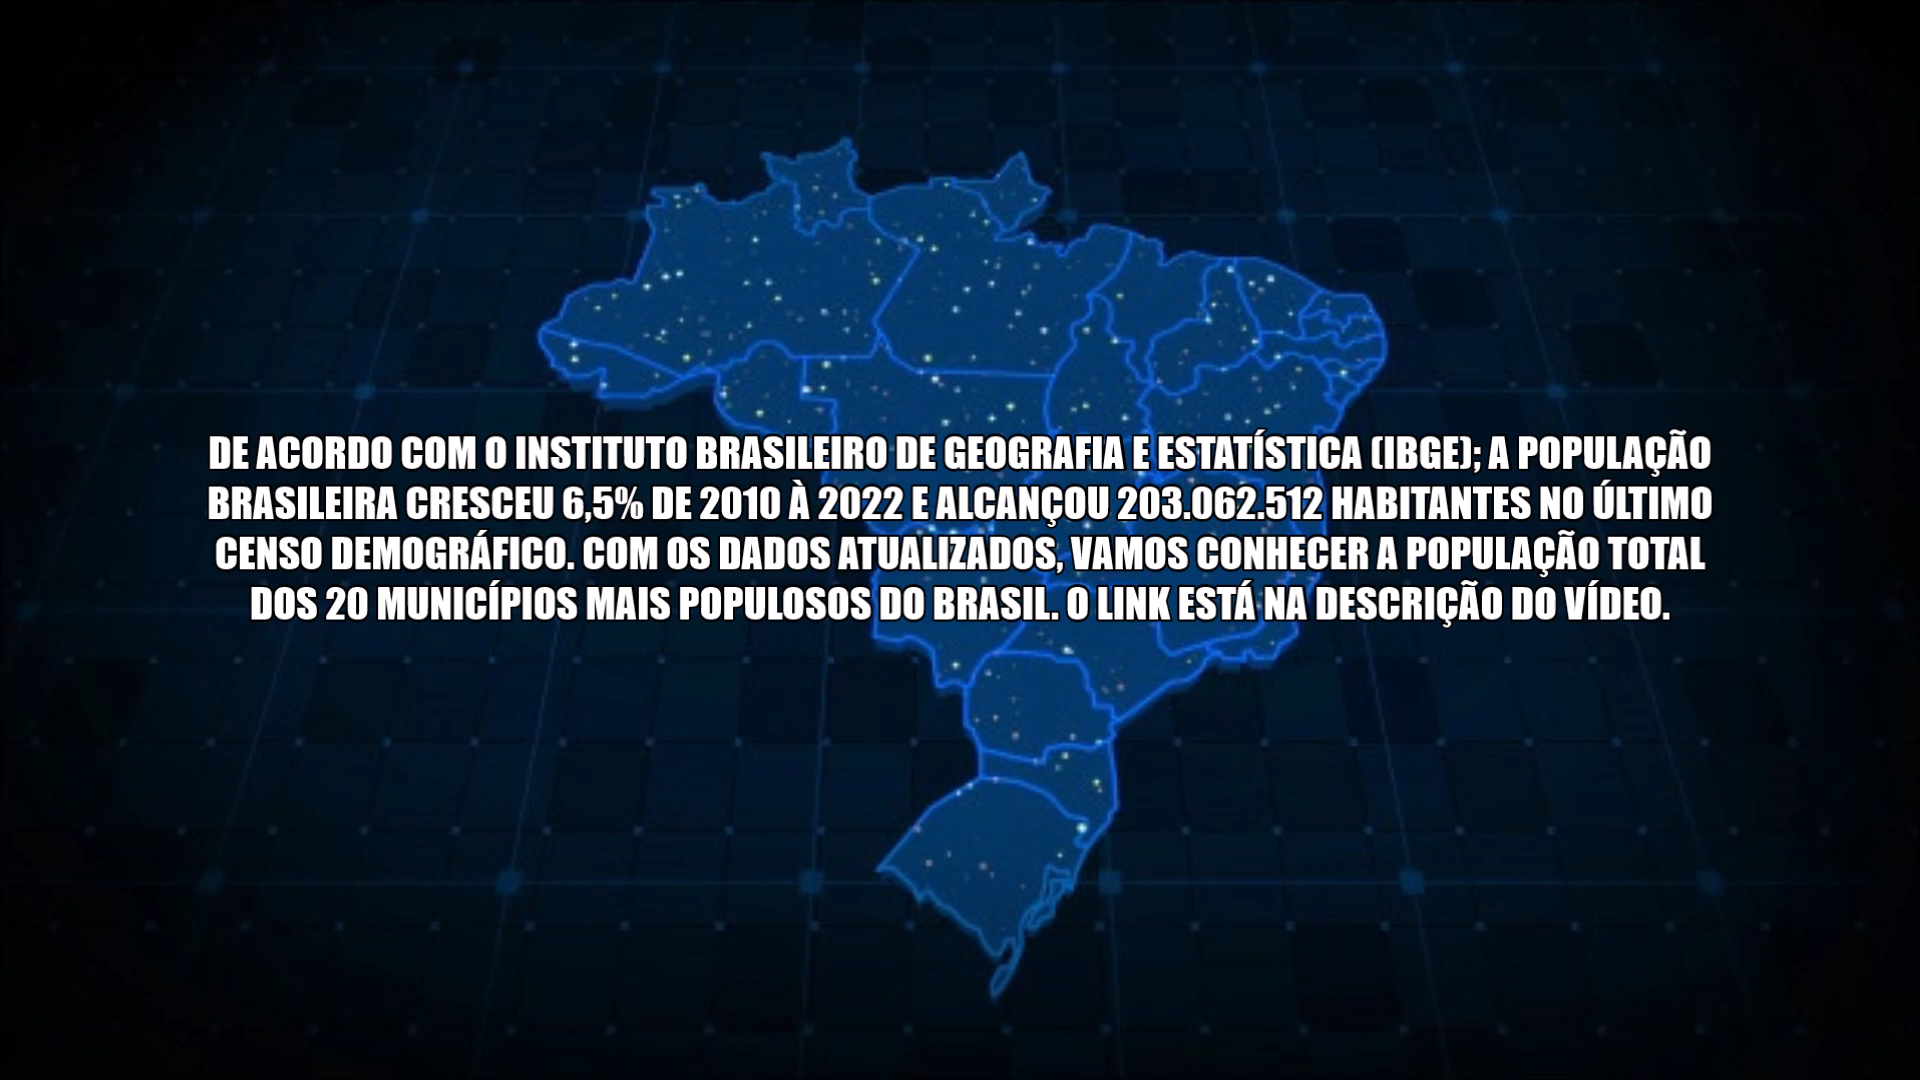 DE ACORDO COM O INSTITUTO BRASILEIRO DE GEOGRAFIA E ESTATÍSTICA (IBGE); A POPULAÇÃO
BRASILEIRA CRESCEU 6,5% DE 2010 À 2022 E ALCANÇOU 203.062.512 HABITANTES NO ÚLTIMO
CENSO DEMOGRÁFICO. COM OS DADOS ATUALIZADOS, VAMOS CONHECER A POPULAÇÃO TOTAL
DOS 20 MUNICÍPIOS MAIS POPULOSOS DO BRASIL. O LINK ESTÁ NA DESCRIÇÃO DO VÍDEO.